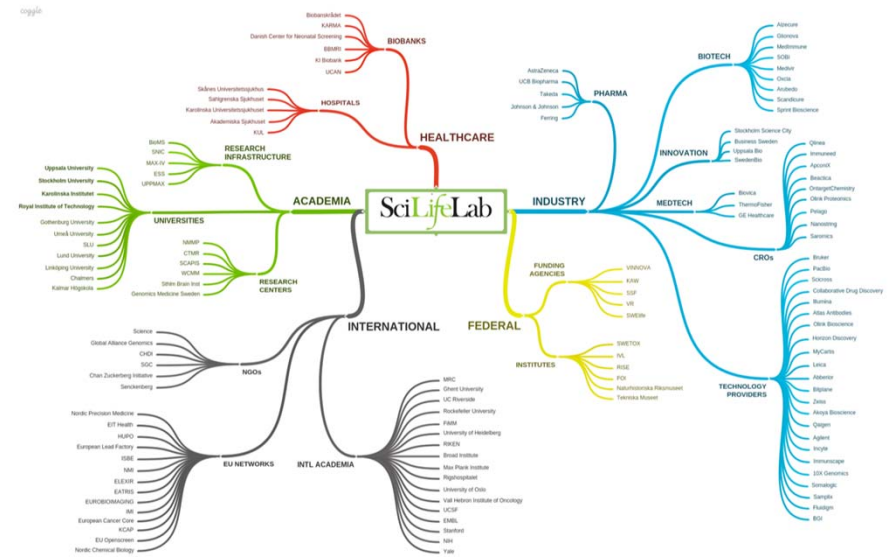 coggle
Biobanksrådet
KARMA
Danish Center for Neonatal Screening
BBMRI
KI Biobank
UCAN
BIOBANKS
Skånes Universitetssjukhus
Sahlgrenska Sjukhuset
Karolinska Universitetssjukhuset
Akademiska Sjukhuset
KUL
HOSPITALS
HEALTHCARE
BioMS
SNIC
MAX-IV
ESS
UPPMAX
RESEARCH
INFRASTRUCTURE
Uppsala University
Stockholm University
Karolinska Institutet
Royal Institute of Technology
Gothenburg University
Umeå University
SLU
Lund University
Linköping University
Chalmers
Kalmar Högskola
UNIVERSITIES
ACADEMIA
NMMP
CTMR
SCAPIS
WCMM
Sthlm Brain Inst
Genomics Medicine Sweden
RESEARCH
CENTERS
SciLifeLab
INTERNATIONAL
Science
Global Alliance Genomics
CHDI
SGC
Chan Zuckerberg Initiative
Senckenberg
NGOs
Nordic Precision Medicine
EIT Health
HUPO
European Lead Factory
ISBE
NMI
ELEXIR
EATRIS
EUROBIOIMAGING
IMI
European Cancer Core
KCAP
EU Openscreen
Nordic Chemical Biology
EU NETWORKS
INTL ACADEMIA
MRC
Ghent University
UC Riverside
Rockefeller University
FIMM
University of Heidelberg
RIKEN
Broad Institute
Max Plack Institute
Rigshospitalet
University of Oslo
Vall Hebron Institute of Oncology
UCSF
EMBL
Stanford
NIH
Yale
INDUSTRY
AstraZeneca
UCB Biopharma
Takeda
Johnson & Johnson
Ferring
PHARMA
BIOTECH
Alzecure
Glionova
Medimmune
SOBI
Medivir
Oxcia
Acubedo
Scandicure
Sprint Bioscience
INNOVATION
Stockholm Science City
Business Sweden
Uppsala Bio
SwedenBio
MEDTECH
Biovica
ThermoFisher
GE Healthcare
CROs
Qlinea
Immuneed
ApconiX
Beactica
OntargetChemistry
Olink Proteinmics
Pelago
Nanostring
Saromics
TECHNOLOGY
PROVIDERS
Bruker
PacBio
Collaborative Drug Discovery
Illumina
Atlas Antibodies
Olink Bioscience
Horizon Discovery
MyCartis
Leica
Abberior
Bitplane
Zeiss
Akoya Bioscience
Qiagen
Agilent
Incyte
Immunscape
10X Genomics
Somalogic
Samplix
Fluidigm
BGI
FEDERAL
FUNDING
AGENCIES
VINNOVA
KAW
SSF
VR
SWElife
INSTITUTES
SWETOX
IVL
RISE
FOI
Naturhistoriska Riksmuseet
Tekniska Museet